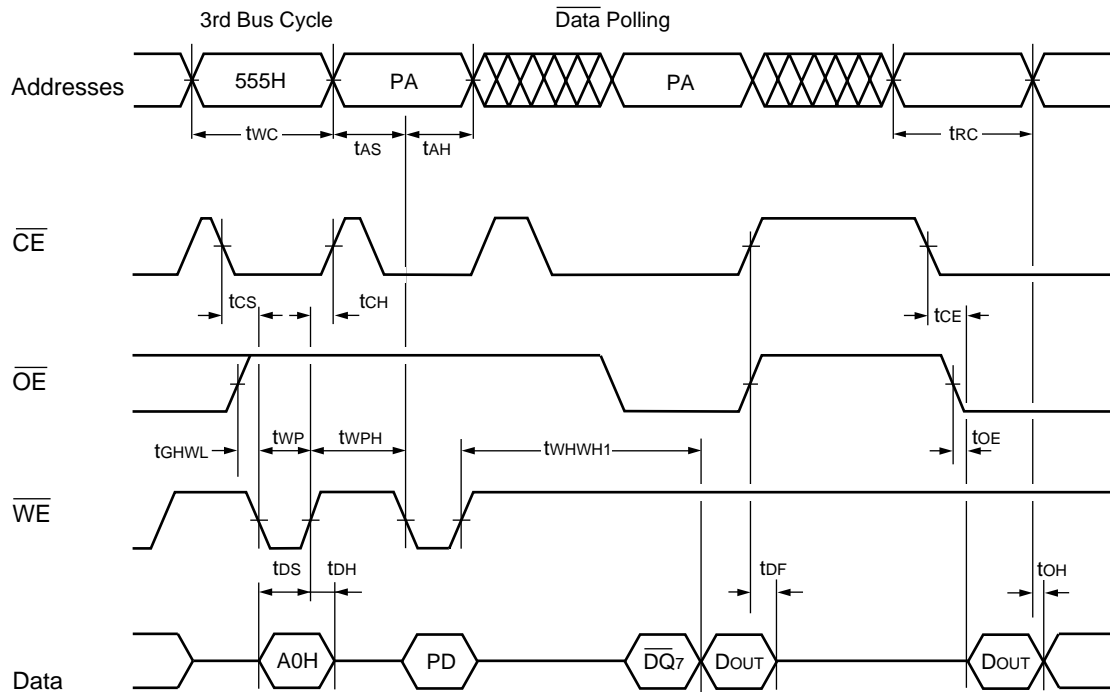 3rd Bus Cycle
Data Polling
Addresses
555H
PA
PA
tWC
tAS
tAH
tRC
CE
tCS
tCH
tCE
OE
tGHWL
tWP
tWPH
tWHWH1
tOE
WE
tDS
tDH
tDF
tOH
Data
A0H
PD
DQ7
DOUT
DOUT